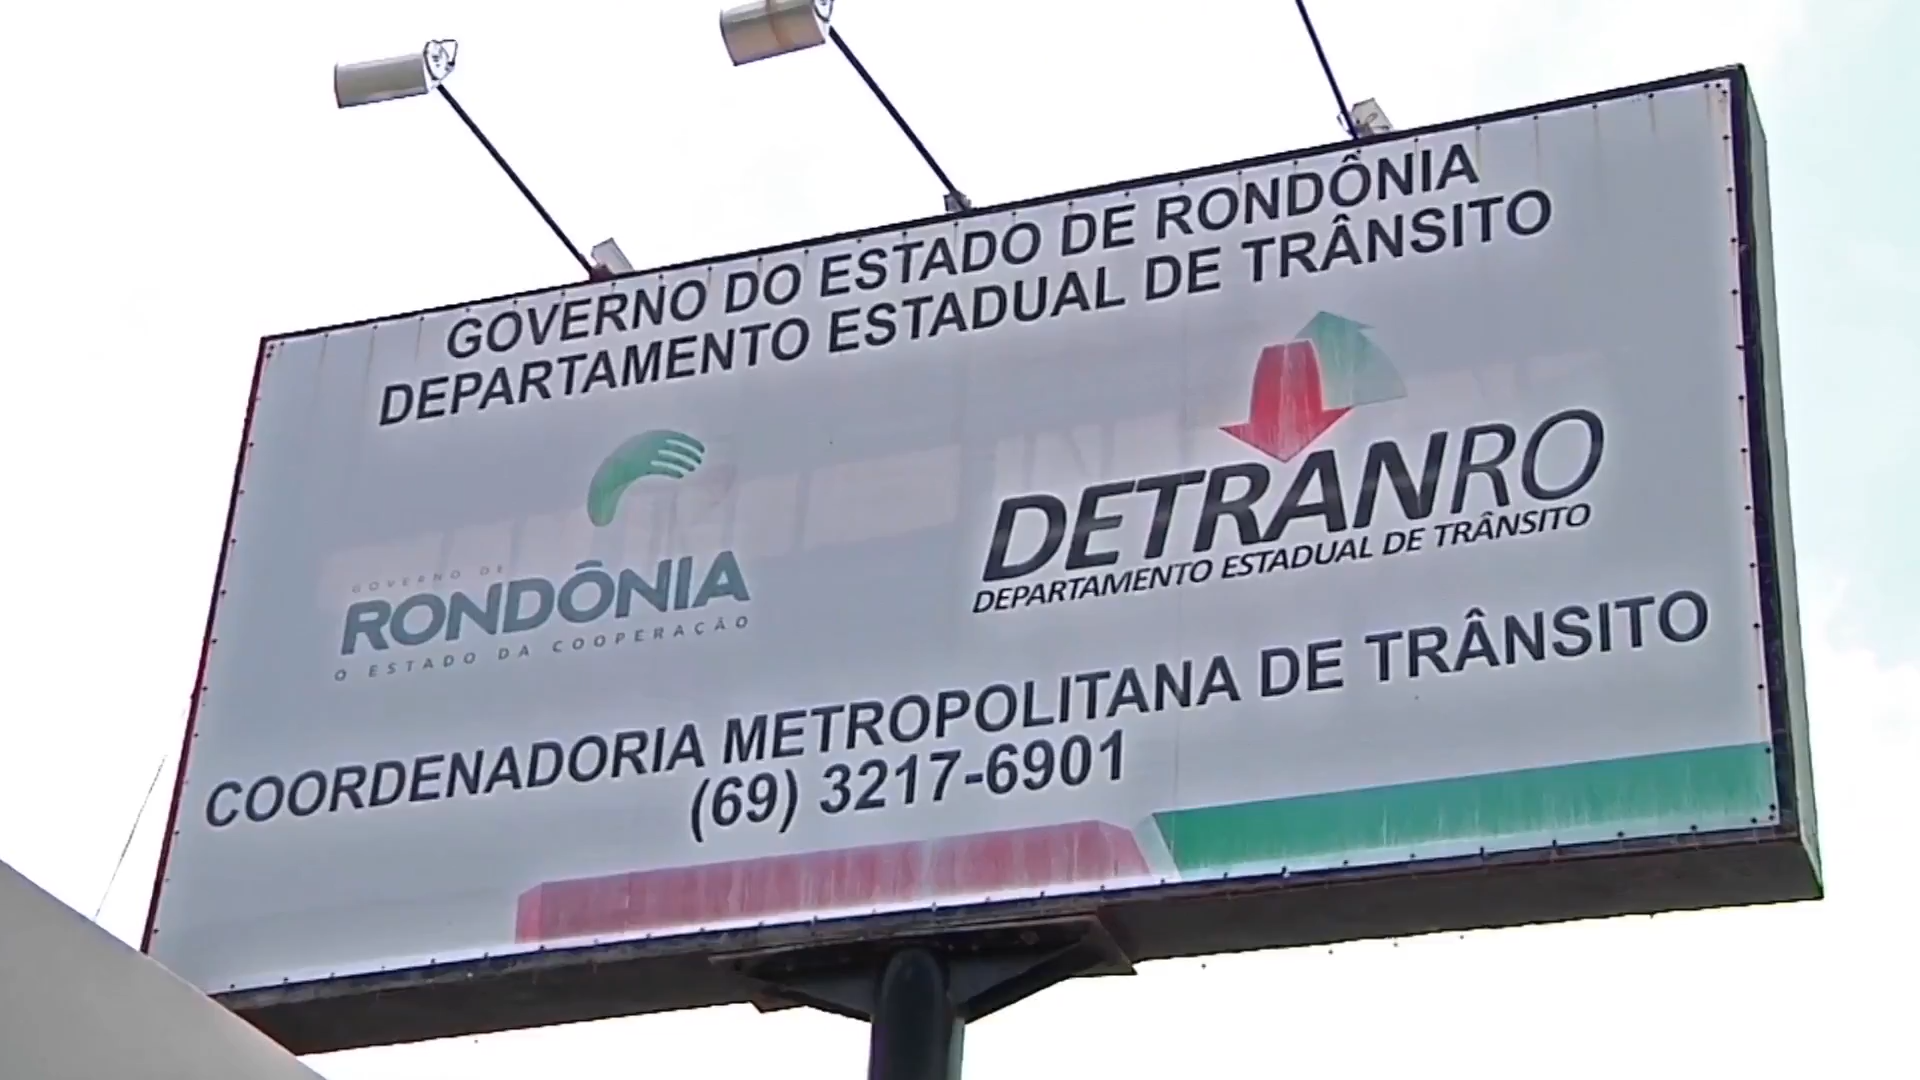 GOVERNO DO ESTADO DE RONDÔNIA
DEPARTAMENTO ESTADUAL DE TRÂNSITO
GOVERNO DE
RONDÔNIA
O ESTADO DA COOPERAÇÃO
DETRANRO
DEPARTAMENTO ESTADUAL DE TRÂNSITO
COORDENADORIA METROPOLITANA DE TRÂNSITO
(69) 3217-6901